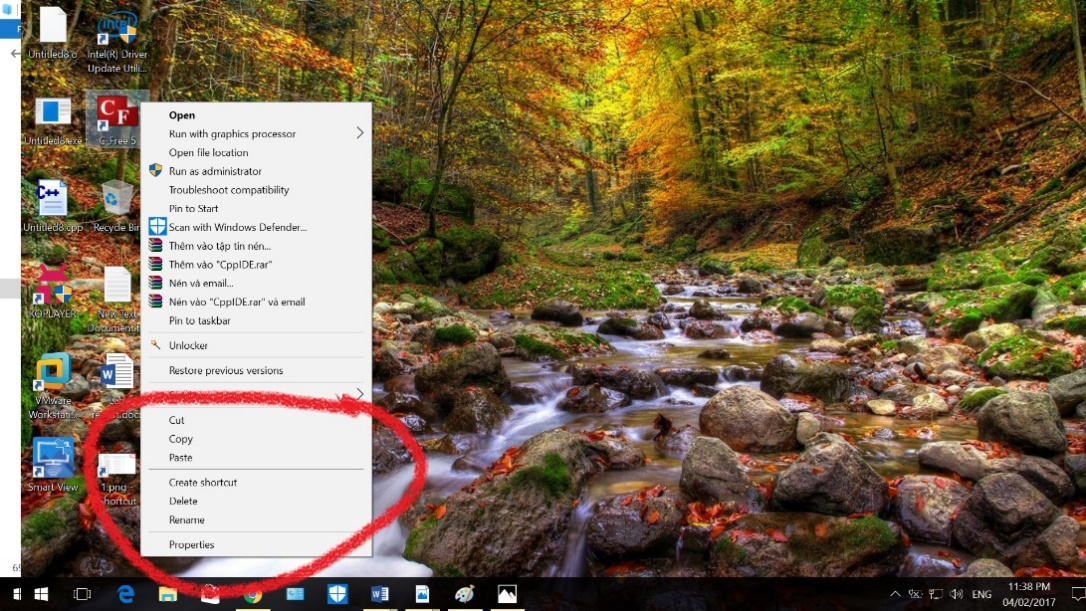 Untitled8.o
Intel(R) Driver
Update Utili...
Untitled8.exe
C-Free 5
Untitled8.cpp
Recycle Bin
KOPLAYER
New Text
VMware
Workstat...
Smart View
1.png -
Shortcut
Open
Run with graphics processor
Open file location
Run as administrator
Troubleshoot compatibility
Pin to Start
Scan with Windows Defender...
Thêm vào tập tin nén...
Thêm vào "CppIDE.rar"
Nén và email...
Nén vào "CppIDE.rar" và email
Pin to taskbar
Unlocker
Restore previous versions
Cut
Copy
Paste
Create shortcut
Delete
Rename
Properties
ENG
11:38 PM
04/02/2017